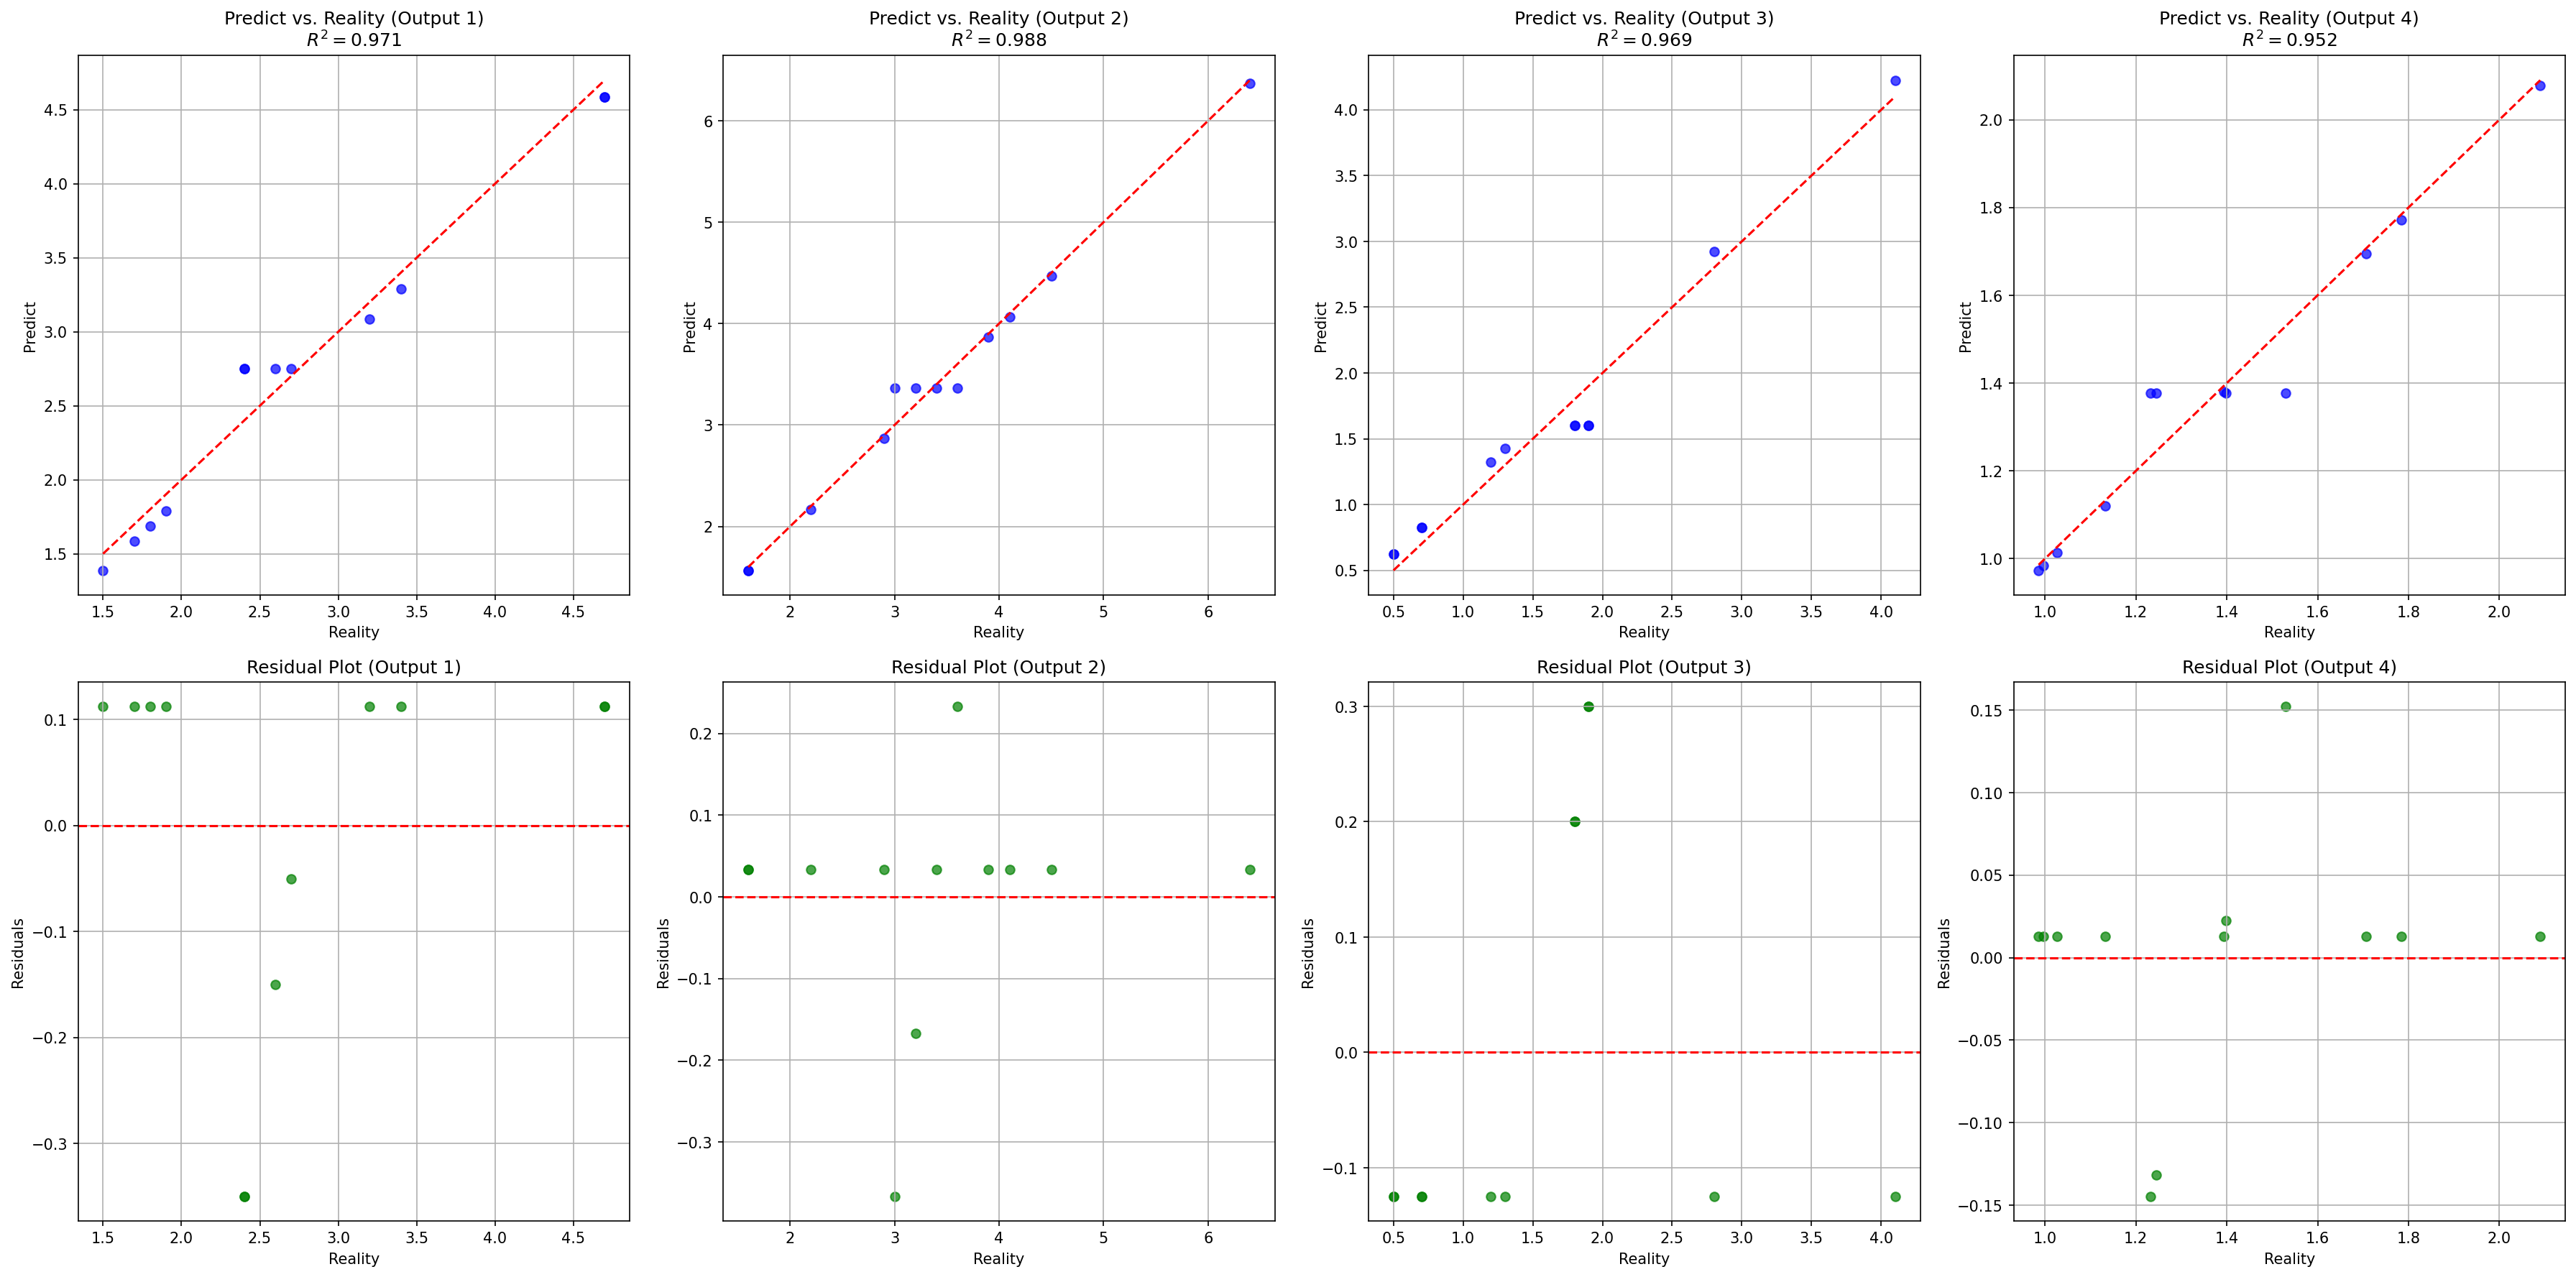 Predict vs. Reality (Output 1)
R² = 0.971
Predict
4.5
4.0
3.5
3.0
2.5
2.0
1.5
1.5 2.0 2.5 3.0 3.5 4.0 4.5
Reality
Predict vs. Reality (Output 2)
R² = 0.988
Predict
6
5
4
3
2
2 3 4 5 6
Reality
Predict vs. Reality (Output 3)
R² = 0.969
Predict
4.0
3.5
3.0
2.5
2.0
1.5
1.0
0.5
0.5 1.0 1.5 2.0 2.5 3.0 3.5 4.0
Reality
Predict vs. Reality (Output 4)
R² = 0.952
Predict
2.0
1.8
1.6
1.4
1.2
1.0
1.0 1.2 1.4 1.6 1.8 2.0
Reality
Residual Plot (Output 1)
Residuals
0.1
0.0
−0.1
−0.2
−0.3
1.5 2.0 2.5 3.0 3.5 4.0 4.5
Reality
Residual Plot (Output 2)
Residuals
0.2
0.1
0.0
−0.1
−0.2
−0.3
2 3 4 5 6
Reality
Residual Plot (Output 3)
Residuals
0.3
0.2
0.1
0.0
−0.1
0.5 1.0 1.5 2.0 2.5 3.0 3.5 4.0
Reality
Residual Plot (Output 4)
Residuals
0.15
0.10
0.05
0.00
−0.05
−0.10
−0.15
1.0 1.2 1.4 1.6 1.8 2.0
Reality